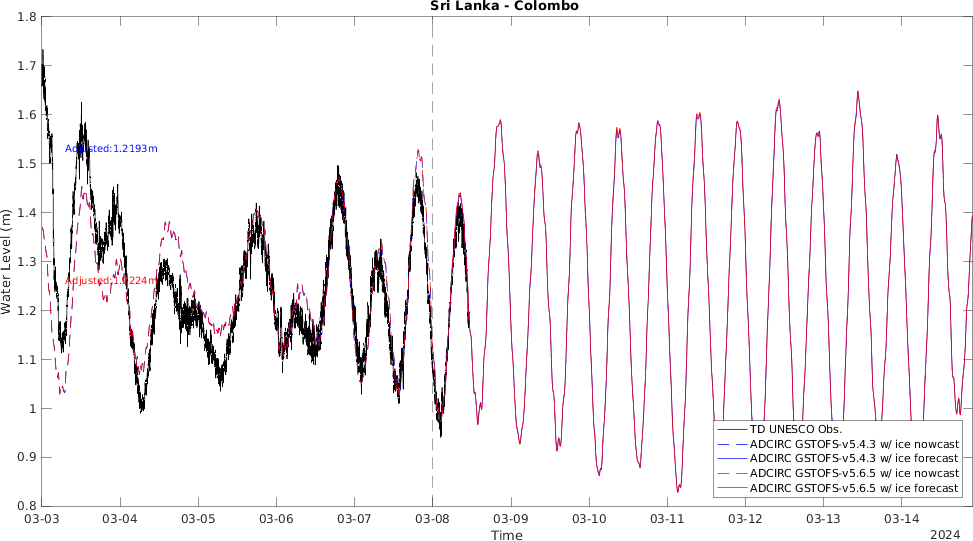 Sri Lanka - Colombo
1.8
1.7
1.6
1.5
1.4
1.3
1.2
1.1
1
0.9
0.8
Water Level (m)
Adjusted:1.2193m
TD UNESCO Obs.
ADCIRC GSTOFS-v5.4.3 w/ ice nowcast
ADCIRC GSTOFS-v5.4.3 w/ ice forecast
ADCIRC GSTOFS-v5.6.5 w/ ice nowcast
ADCIRC GSTOFS-v5.6.5 w/ ice forecast
03-03 03-04 03-05 03-06 03-07 03-08 03-09 03-10 03-11 03-12 03-13 03-14
Time
2024